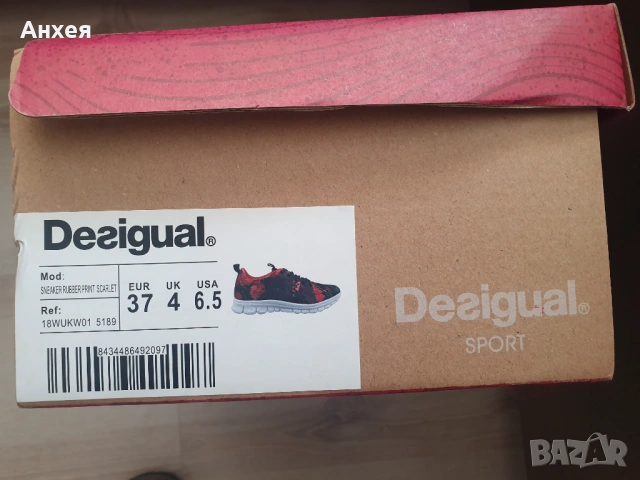 Анхея
Desigual®
Mod:
SNEAKER RUBBER PRINT SCARLET
Ref:
18WUKW01 5189
EUR UK USA
37 4 6.5
8434486492097
Desigual®
SPORT
BAZAR